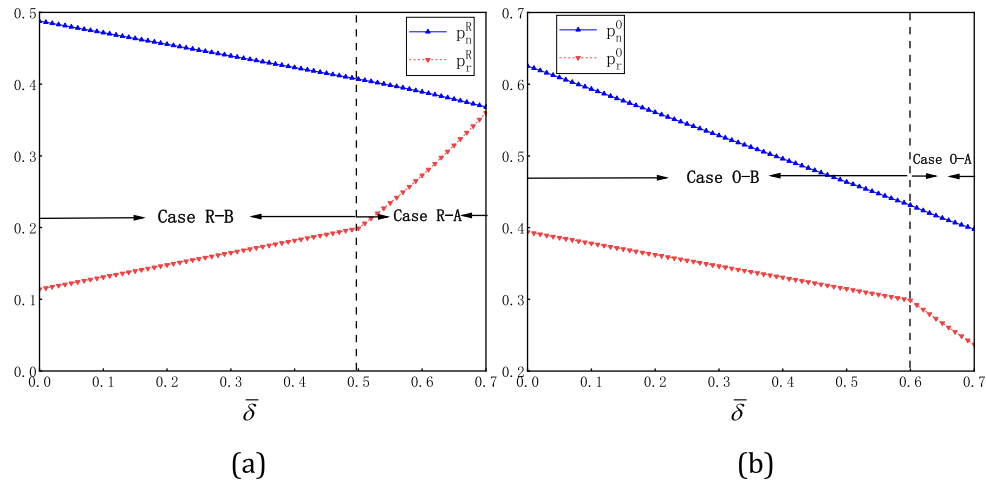 0.5
0.4
0.3
0.2
0.1
0.0
p_n^R
p_r^R
Case R-B
Case R-A
0.0 0.1 0.2 0.3 0.4 0.5 0.6 0.7
δ̅
(a)
0.7
0.6
0.5
0.4
0.3
0.2
p_n^O
p_r^O
Case O-B
Case O-A
0.0 0.1 0.2 0.3 0.4 0.5 0.6 0.7
δ̅
(b)